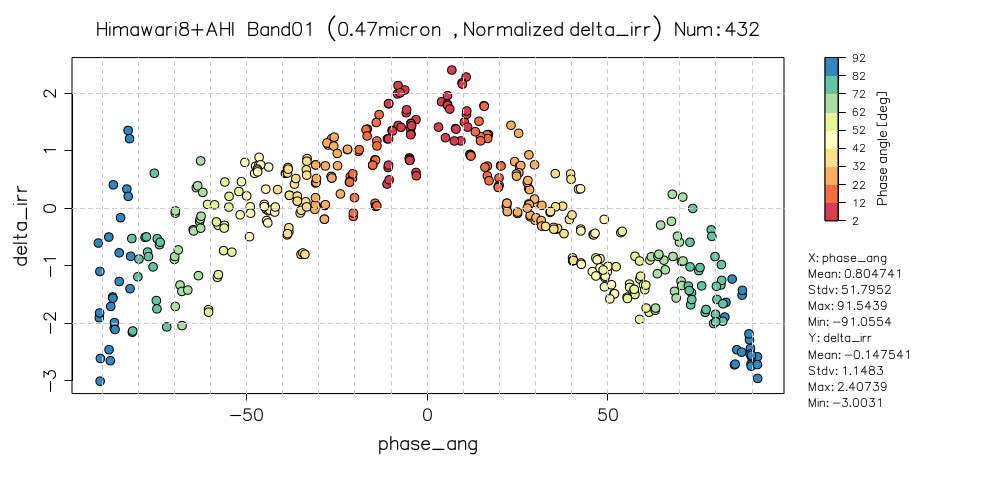 Himawari8+AHI Band01 (0.47micron ,Normalized delta_irr) Num:432
delta_irr
2
1
0
−1
−2
−3
−50
0
50
phase_ang
92
82
72
62
52
42
32
22
12
2
Phase angle [deg]
X: phase_ang
Mean: 0.804741
Stdv: 51.7952
Max: 91.5439
Min: −91.0554
Y: delta_irr
Mean: −0.147541
Stdv: 1.1483
Max: 2.40739
Min: −3.0031